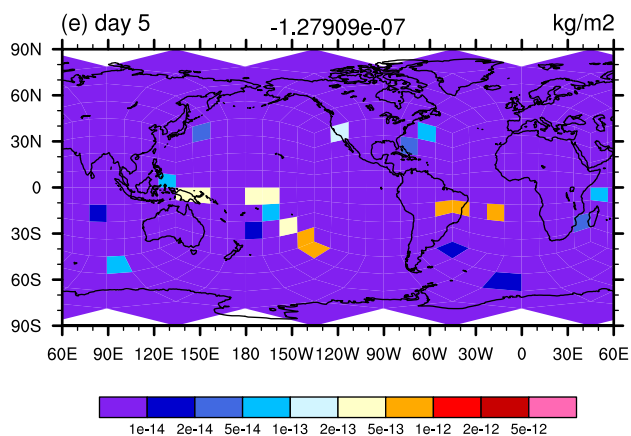 (e) day 5 -1.27909e-07 kg/m2
90N
60N
30N
0
30S
60S
90S
60E 90E 120E 150E 180 150W 120W 90W 60W 30W 0 30E 60E
1e-14 2e-14 5e-14 1e-13 2e-13 5e-13 1e-12 2e-12 5e-12